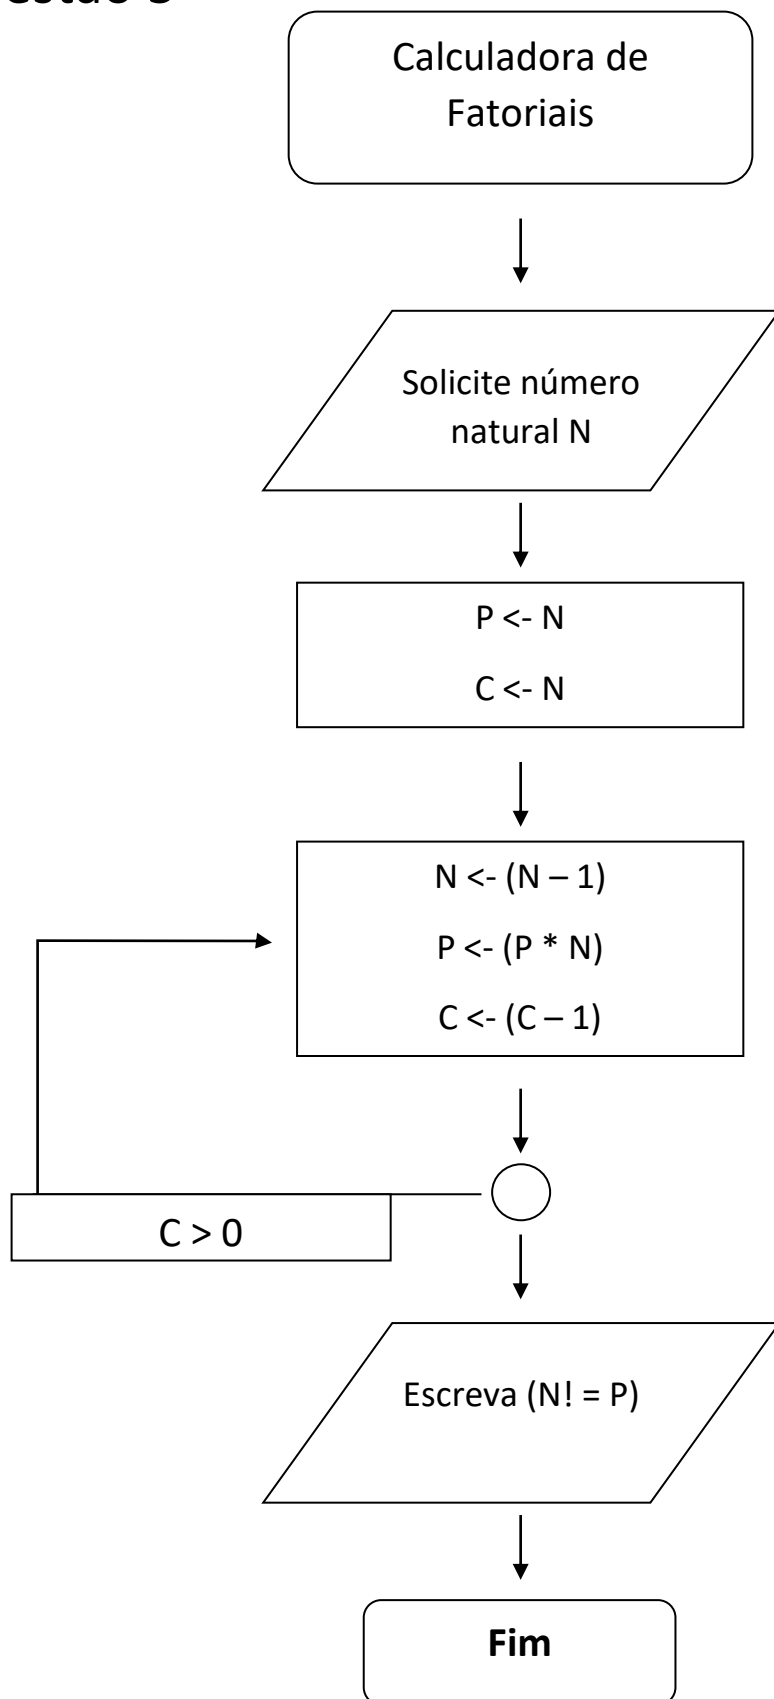 Calculadora de
Fatoriais
Solicite número
natural N
P <- N
C <- N
N <- (N – 1)
P <- (P * N)
C <- (C – 1)
C > 0
Escreva (N! = P)
Fim